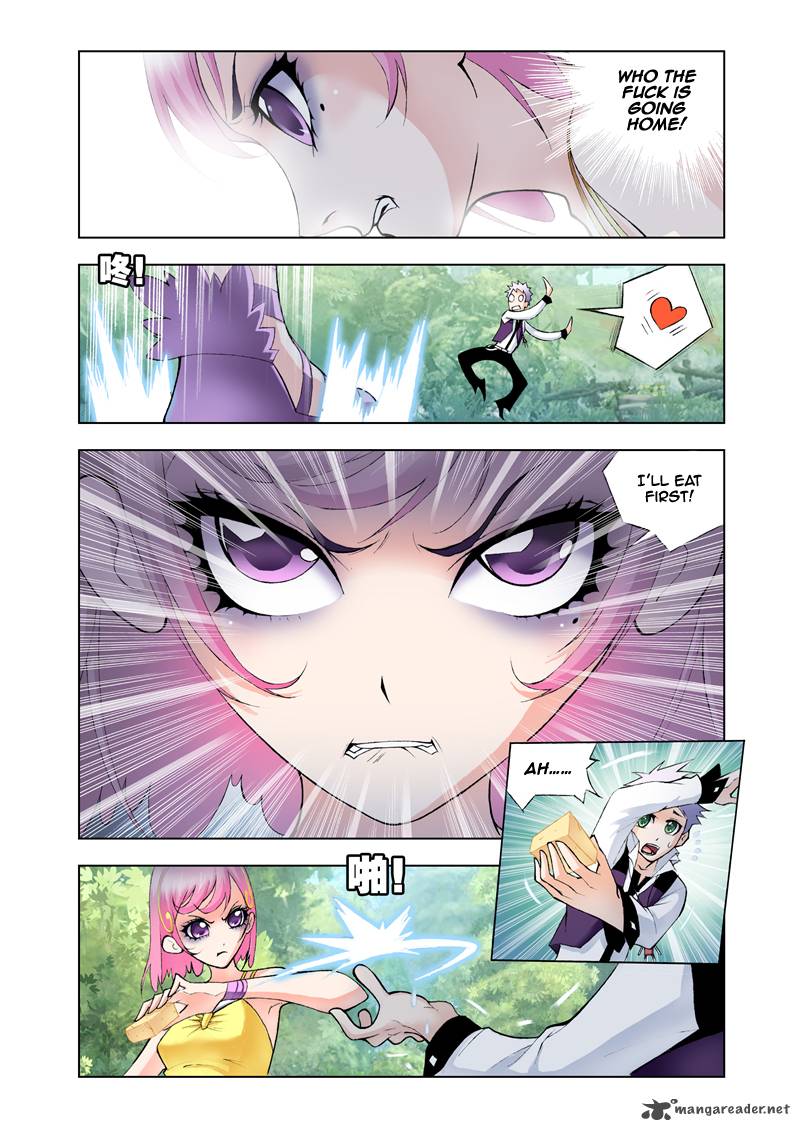 WHO THE
FUCK IS
GOING
HOME!
咚!
I'LL EAT
FIRST!
AH......
啪!
mangareader.net